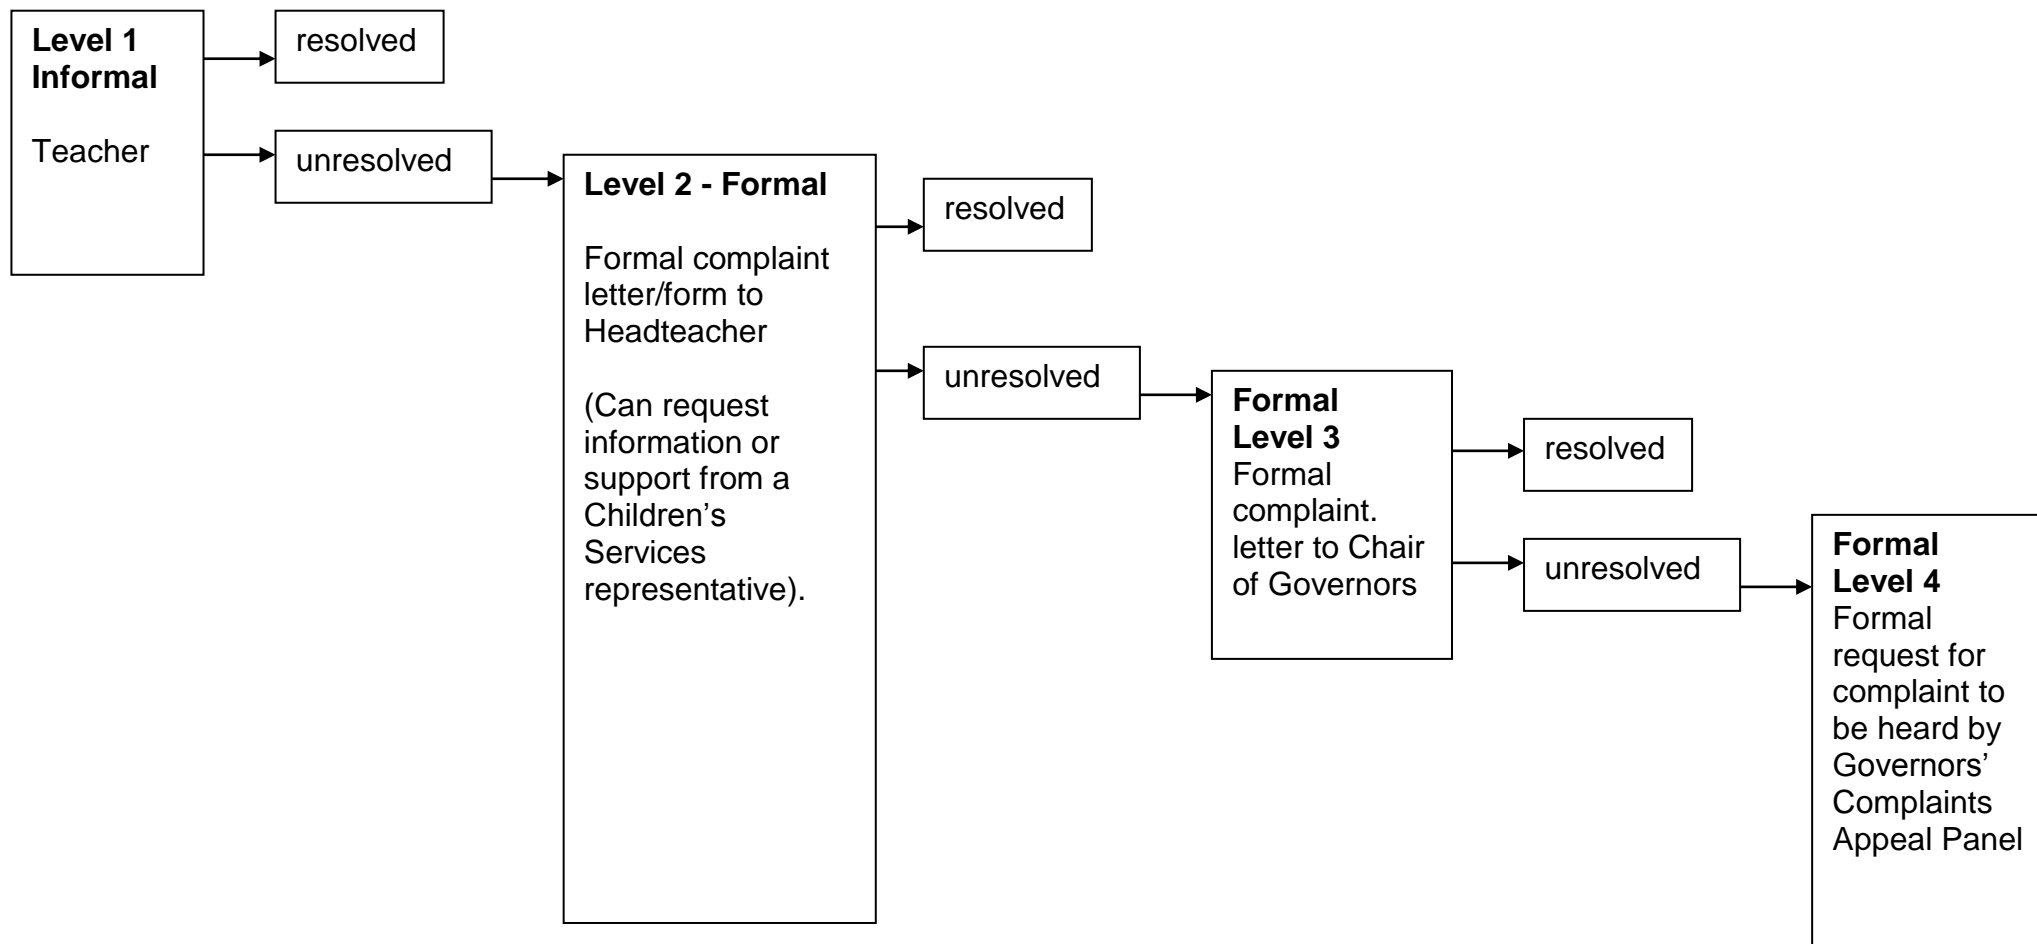 Level 1
Informal
Teacher
resolved
unresolved
Level 2 - Formal
Formal complaint
letter/form to
Headteacher
(Can request
information or
support from a
Children’s
Services
representative).
resolved
unresolved
Formal
Level 3
Formal
complaint.
letter to Chair
of Governors
resolved
unresolved
Formal
Level 4
Formal
request for
complaint to
be heard by
Governors’
Complaints
Appeal Panel